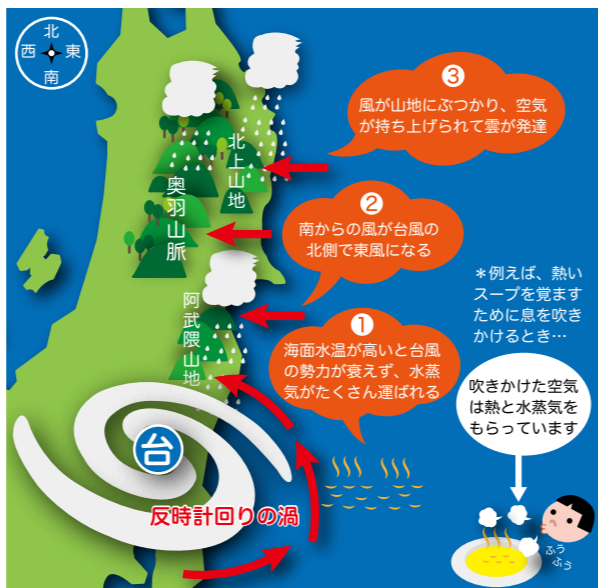 北
西 東
南
❸
風が山地にぶつかり、空気
が持ち上げられて雲が発達
北上山地
奥羽山脈
❷
南からの風が台風の
北側で東風になる
＊例えば、熱い
スープを覚ます
ために息を吹き
かけるとき…
阿武隈山地
❶
海面水温が高いと台風
の勢力が衰えず、水蒸
気がたくさん運ばれる
吹きかけた空気
は熱と水蒸気を
もらっています
台
反時計回りの渦
ふう
ふう